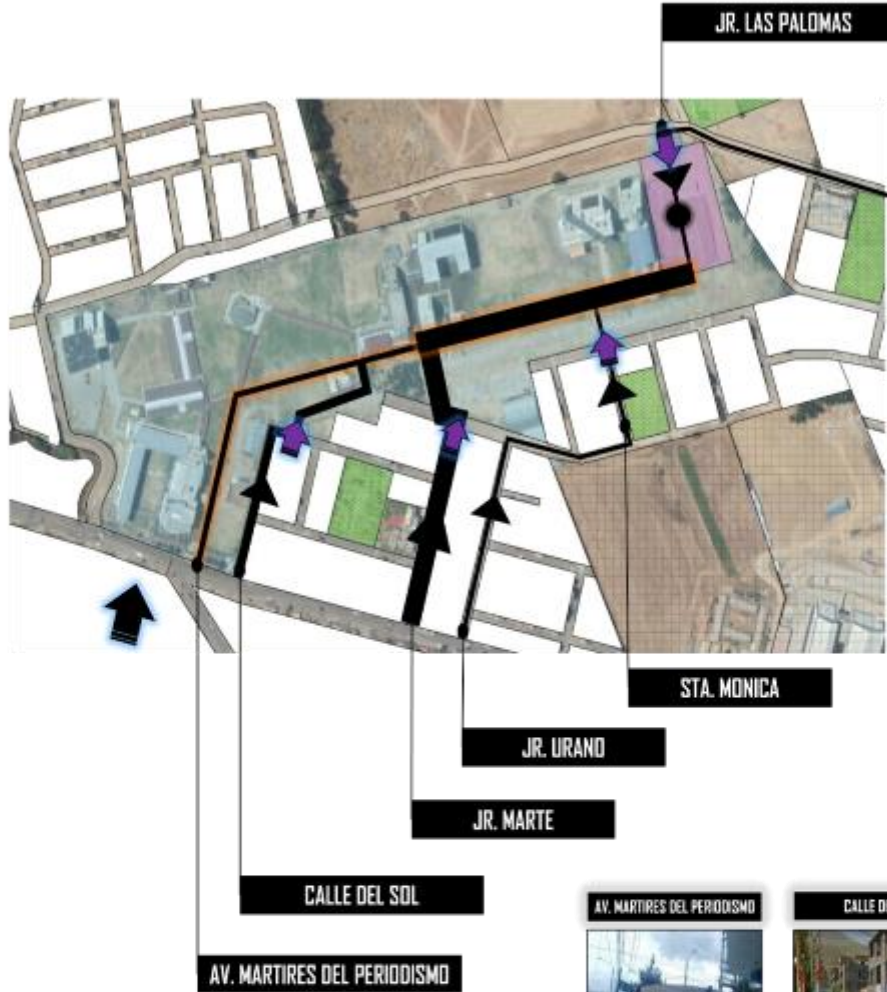 JR. LAS PALOMAS
STA. MONICA
JR. URANO
JR. MARTE
CALLE DEL SOL
AV. MARTIRES DEL PERIODISMO
AV. MARTIRES DEL PERIODISMO
CALLE